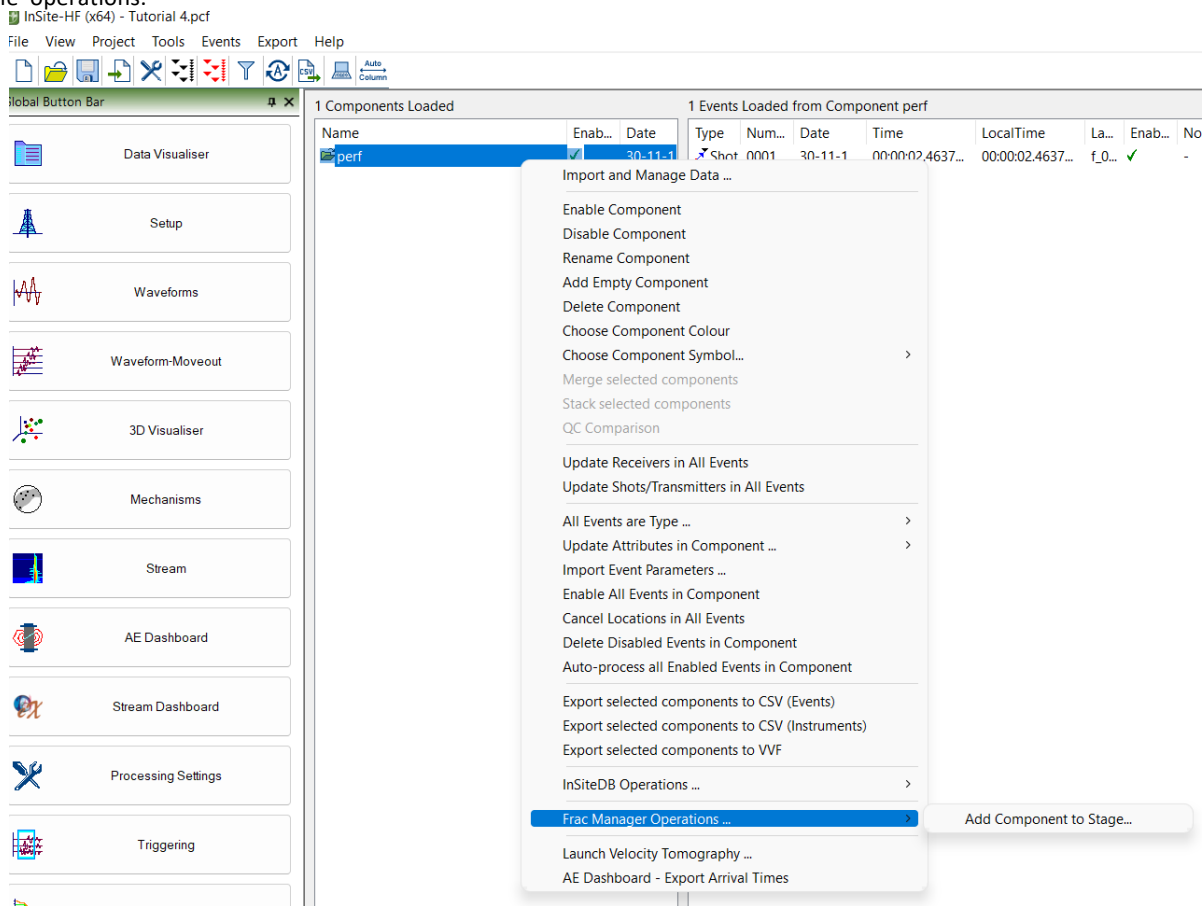 operations.
InSite-HF (x64) - Tutorial 4.pcf
File View Project Tools Events Export Help
CSV
Auto
Column
Global Button Bar
1 Components Loaded
1 Events Loaded from Component perf
Name Enab... Date
Type Num... Date Time LocalTime La... Enab... No
perf 30-11-1
Shot 0001 30-11-1 00:00:02.4637... 00:00:02.4637... f_0... -
Data Visualiser
Setup
Waveforms
Waveform-Moveout
3D Visualiser
Mechanisms
Stream
AE Dashboard
Stream Dashboard
Processing Settings
Triggering
Import and Manage Data ...
Enable Component
Disable Component
Rename Component
Add Empty Component
Delete Component
Choose Component Colour
Choose Component Symbol...
Merge selected components
Stack selected components
QC Comparison
Update Receivers in All Events
Update Shots/Transmitters in All Events
All Events are Type ...
Update Attributes in Component ...
Import Event Parameters ...
Enable All Events in Component
Cancel Locations in All Events
Delete Disabled Events in Component
Auto-process all Enabled Events in Component
Export selected components to CSV (Events)
Export selected components to CSV (Instruments)
Export selected components to VVF
InSiteDB Operations ...
Frac Manager Operations ...
Add Component to Stage...
Launch Velocity Tomography ...
AE Dashboard - Export Arrival Times